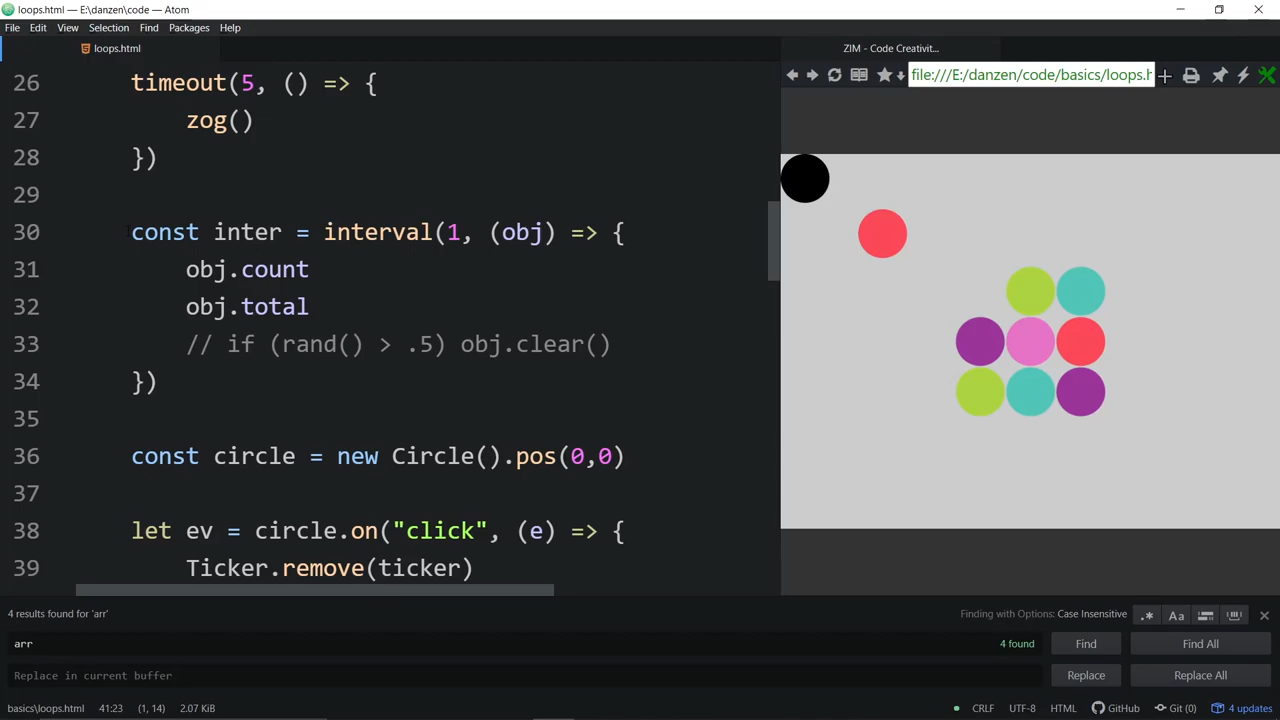 loops.html — E:\danzen\code — Atom
File Edit View Selection Find Packages Help
loops.html
ZIM - Code Creativit...
file:///E:/danzen/code/basics/loops.h
26 timeout(5, () => {
27 zog()
28 })
29
30 const inter = interval(1, (obj) => {
31 obj.count
32 obj.total
33 // if (rand() > .5) obj.clear()
34 })
35
36 const circle = new Circle().pos(0,0)
37
38 let ev = circle.on("click", (e) => {
39 Ticker.remove(ticker)
4 results found for 'arr'
Finding with Options: Case Insensitive
.* Aa
arr
4 found
Find
Find All
Replace in current buffer
Replace
Replace All
basics\loops.html 41:23 (1, 14) 2.07 KiB
CRLF UTF-8 HTML GitHub Git (0) 4 updates